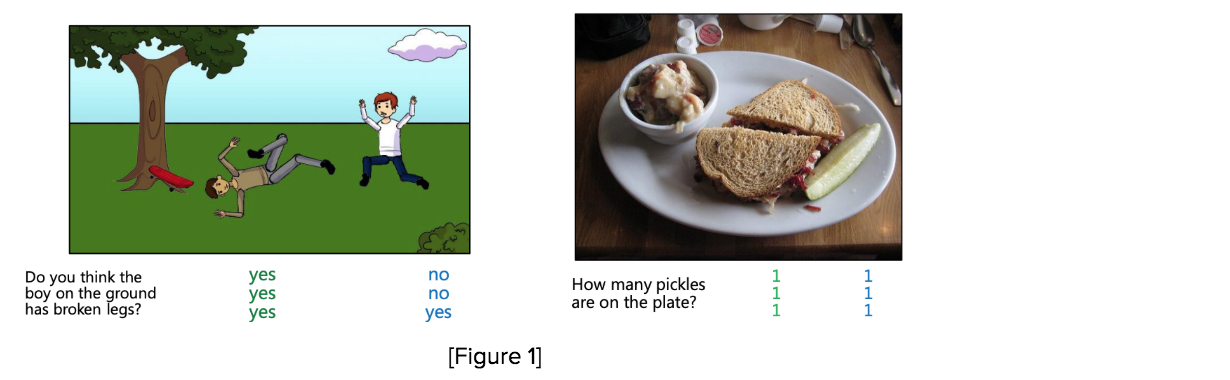 Do you think the
boy on the ground
has broken legs?
yes
yes
yes
no
no
yes
How many pickles
are on the plate?
1
1
1
1
1
1
[Figure 1]